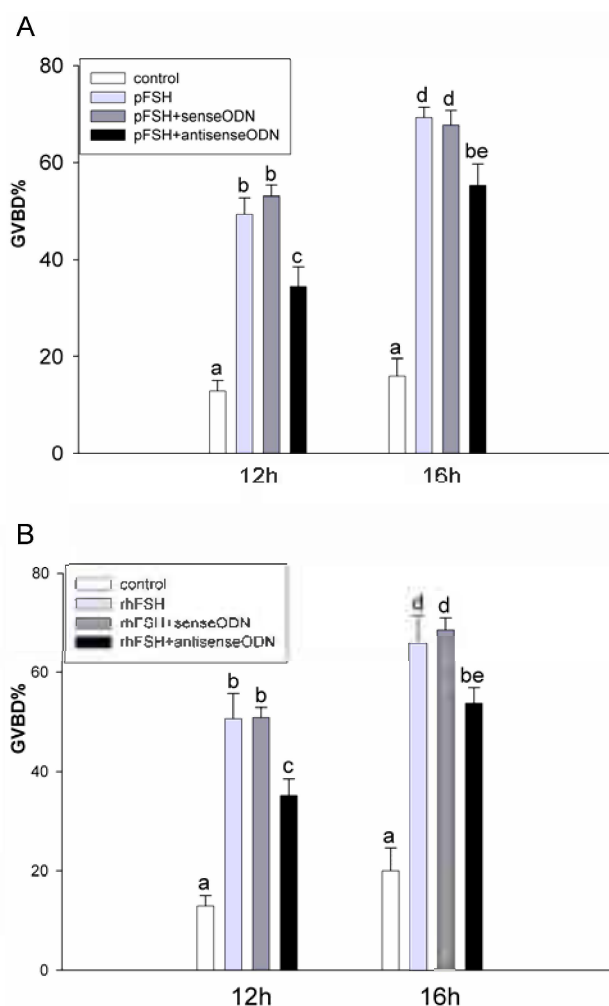 A
80
control
pFSH
pFSH+senseODN
pFSH+antisenseODN
d d
b b
be
60
GVBD%
40
c
20
a
a
0
12h 16h
B
80
control
rhFSH
rhFSH+senseODN
rhFSH+antisenseODN
d d
b b
be
60
GVBD%
40
c
20
a
a
0
12h 16h